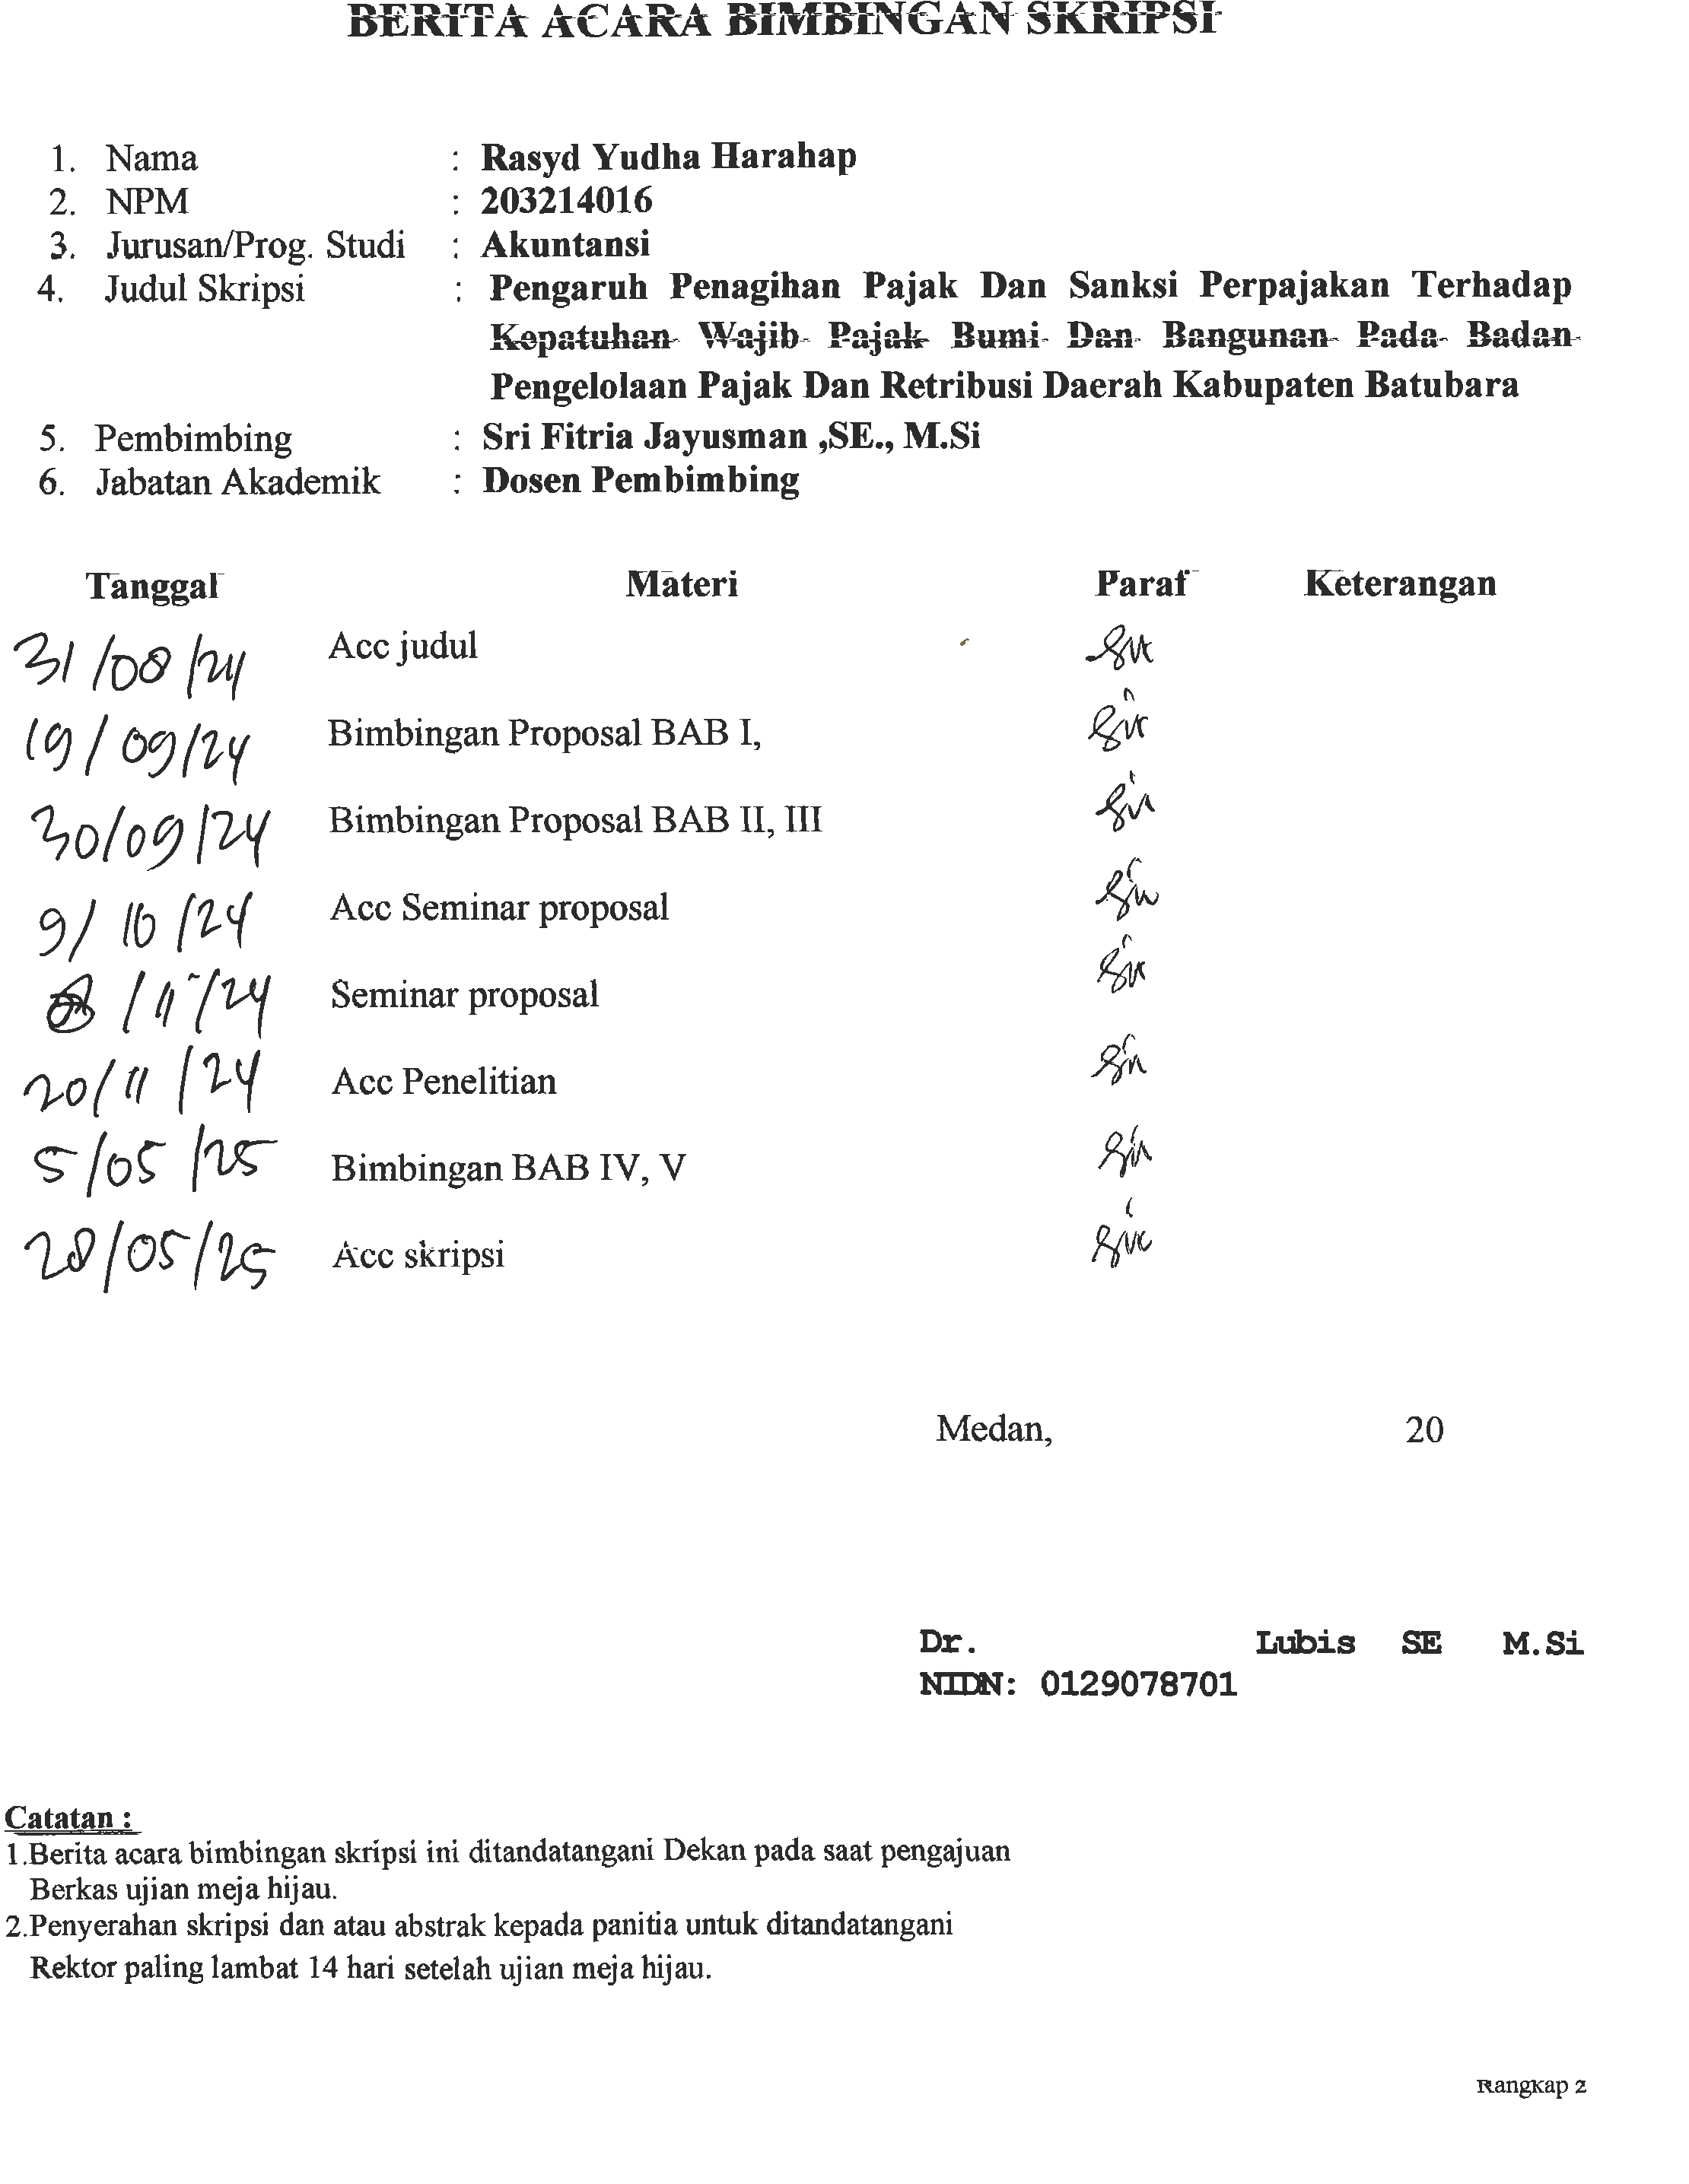 BERITA ACARA BIMBINGAN SKRIPSI
1. Nama : Rasyd Yudha Harahap
2. NPM : 203214016
3. Jurusan/Prog. Studi : Akuntansi
4. Judul Skripsi : Pengaruh Penagihan Pajak Dan Sanksi Perpajakan Terhadap
Kepatuhan Wajib Pajak Bumi Dan Bangunan Pada Badan
Pengelolaan Pajak Dan Retribusi Daerah Kabupaten Batubara
5. Pembimbing : Sri Fitria Jayusman ,SE., M.Si
6. Jabatan Akademik : Dosen Pembimbing
Tanggal Materi Paraf Keterangan
31/08/24 Acc judul
19/09/24 Bimbingan Proposal BAB I,
30/09/24 Bimbingan Proposal BAB II, III
9/10/24 Acc Seminar proposal
/11/24 Seminar proposal
20/11/24 Acc Penelitian
5/05/25 Bimbingan BAB IV, V
28/05/25 Acc skripsi
Medan, 20
Dr. Lubis SE M.Si
NIDN: 0129078701
Catatan :
1.Berita acara bimbingan skripsi ini ditandatangani Dekan pada saat pengajuan
Berkas ujian meja hijau.
2.Penyerahan skripsi dan atau abstrak kepada panitia untuk ditandatangani
Rektor paling lambat 14 hari setelah ujian meja hijau.
Rangkap 2